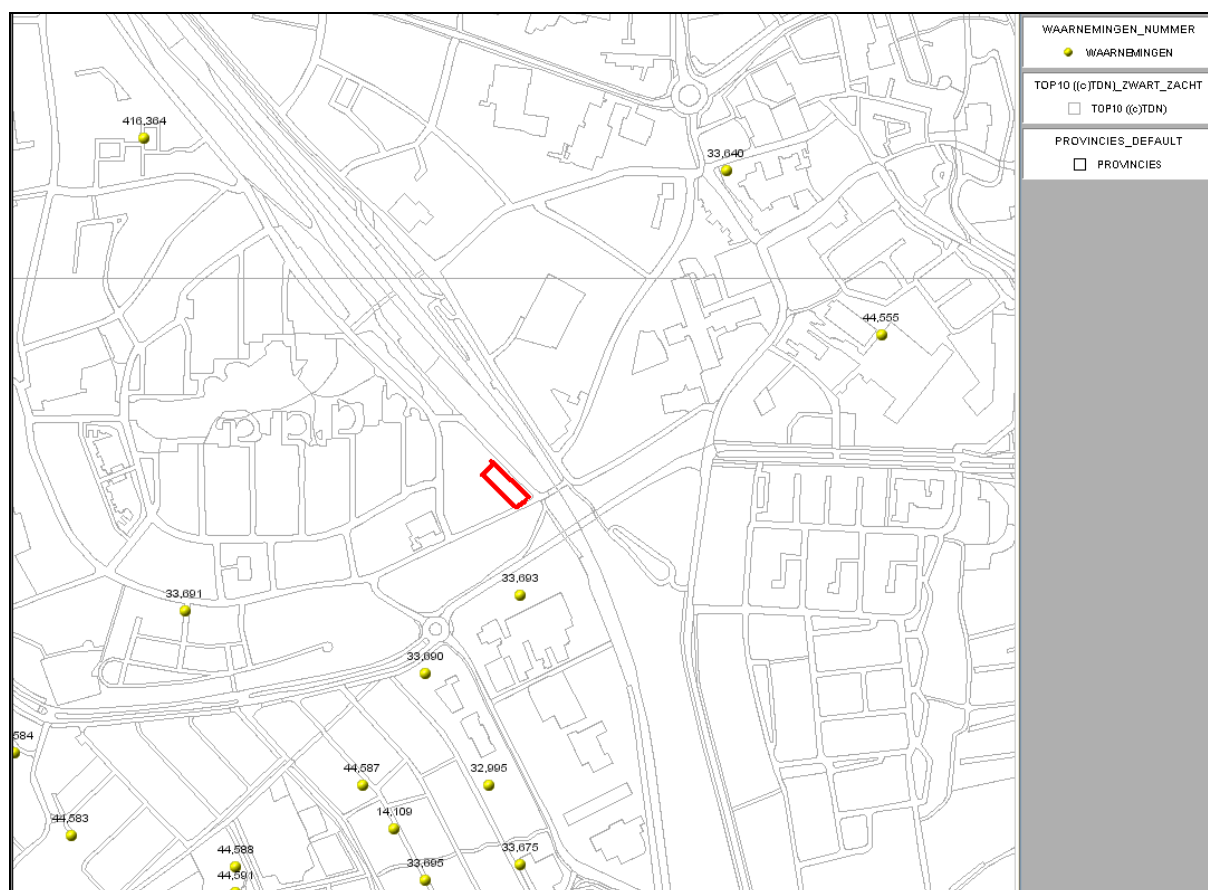 WAARNEMINGEN_NUMMER
WAARNEMINGEN
TOP10 ((c)TDN)_ZWART_ZACHT
TOP10 ((c)TDN)
PROVINCIES_DEFAULT
PROVINCIES
416,364
33,640
44,555
33,693
33,691
33,690
584
44,587
32,995
14,109
44,583
44,588
33,675
33,695
44,591